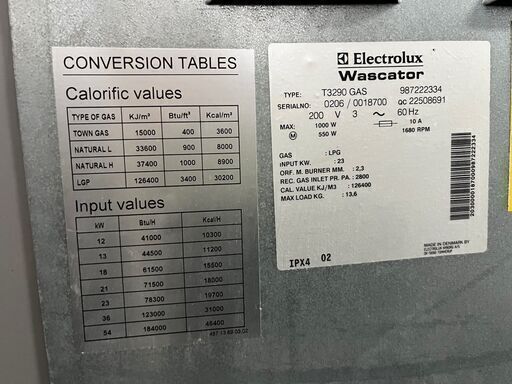 CONVERSION TABLES
Calorific values
TYPE OF GAS KJ/m³ Btu/ft³ Kcal/m³
TOWN GAS 15000 400 3600
NATURAL L 33600 900 8000
NATURAL H 37400 1000 8900
LGP 126400 3400 30200
Input values
kW Btu/H Kcal/H
12 41000 10300
13 44500 11200
18 61500 15500
21 71500 18000
23 78300 19700
36 123000 31000
54 184000 46400
487 13 69 03.02
Electrolux
Wascator
TYPE: T3290 GAS 987222334
SERIALNO: 0206 / 0018700 QC 22508691
200 V 3 ~ 60 Hz
MAX: 1000 W 10 A
M 550 W 1680 RPM
GAS : LPG
INPUT KW. : 23
ORF. M. BURNER MM. : 2,3
REC. GAS INLET PR. PA. : 2800
CAL. VALUE KJ/M3 : 126400
MAX LOAD KG. : 13,6
IPX4 02
MADE IN DENMARK BY